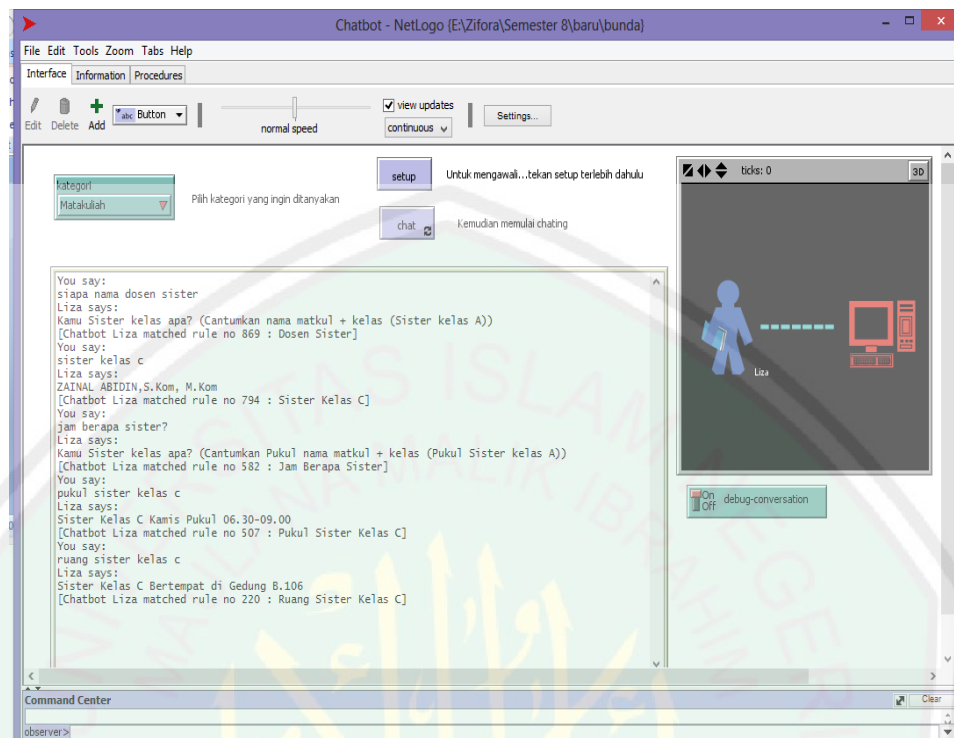 Chatbot - NetLogo {E:\Zifora\Semester 8\baru\bunda}
File Edit Tools Zoom Tabs Help
Interface Information Procedures
Edit Delete Add abc Button normal speed view updates continuous Settings...
kategori
Matakuliah
Pilih kategori yang ingin ditanyakan
setup Untuk mengawali...tekan setup terlebih dahulu
chat Kemudian memulai chating
ticks: 0 3D
You say:
siapa nama dosen sister
Liza says:
Kamu Sister kelas apa? (Cantumkan nama matkul + kelas (Sister kelas A))
[Chatbot Liza matched rule no 869 : Dosen Sister]
You say:
sister kelas c
Liza says:
ZAINAL ABIDIN,S.Kom, M.Kom
[Chatbot Liza matched rule no 794 : Sister Kelas C]
You say:
jam berapa sister?
Liza says:
Kamu Sister kelas apa? (Cantumkan Pukul nama matkul + kelas (Pukul Sister kelas A))
[Chatbot Liza matched rule no 582 : Jam Berapa Sister]
You say:
pukul sister kelas c
Liza says:
Sister Kelas C Kamis Pukul 06.30-09.00
[Chatbot Liza matched rule no 507 : Pukul Sister Kelas C]
You say:
ruang sister kelas c
Liza says:
Sister Kelas C Bertempat di Gedung B.106
[Chatbot Liza matched rule no 220 : Ruang Sister Kelas C]
Liza
On
Off
debug-conversation
Command Center Clear
observer>